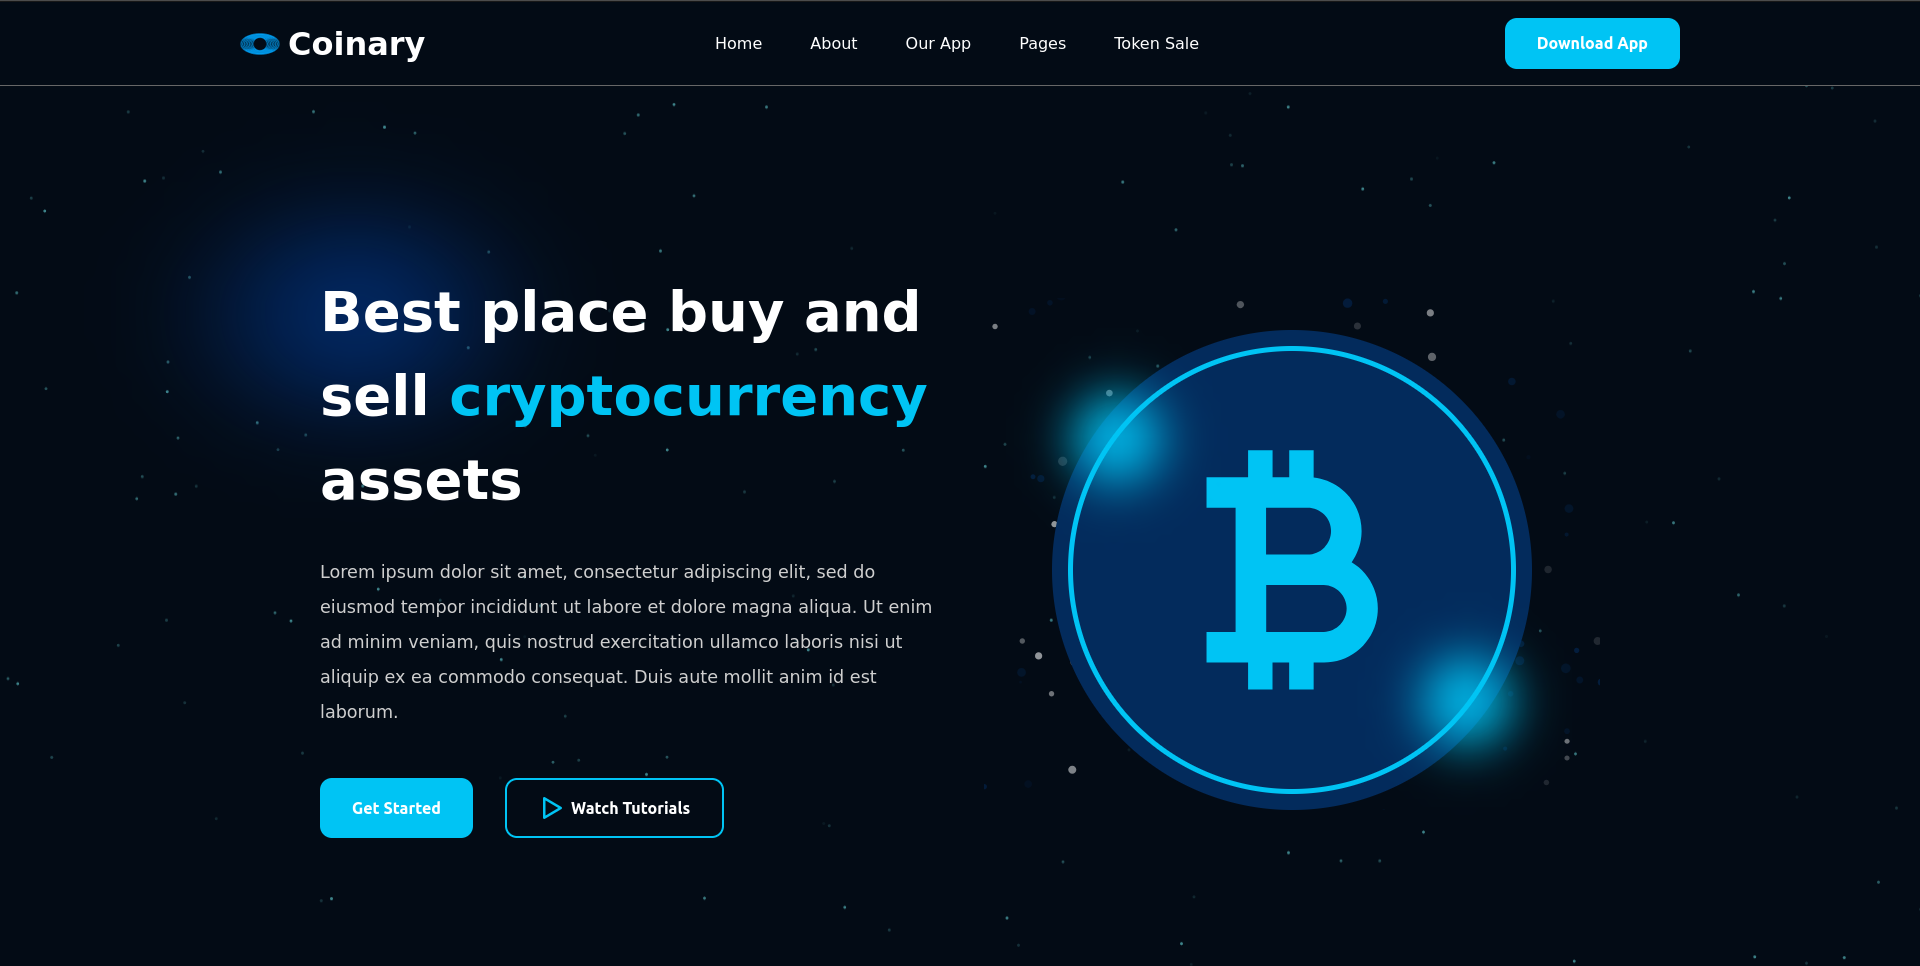 Coinary
Home
About
Our App
Pages
Token Sale
Download App
Best place buy and
sell cryptocurrency
assets
Lorem ipsum dolor sit amet, consectetur adipiscing elit, sed do
eiusmod tempor incididunt ut labore et dolore magna aliqua. Ut enim
ad minim veniam, quis nostrud exercitation ullamco laboris nisi ut
aliquip ex ea commodo consequat. Duis aute mollit anim id est
laborum.
Get Started
Watch Tutorials